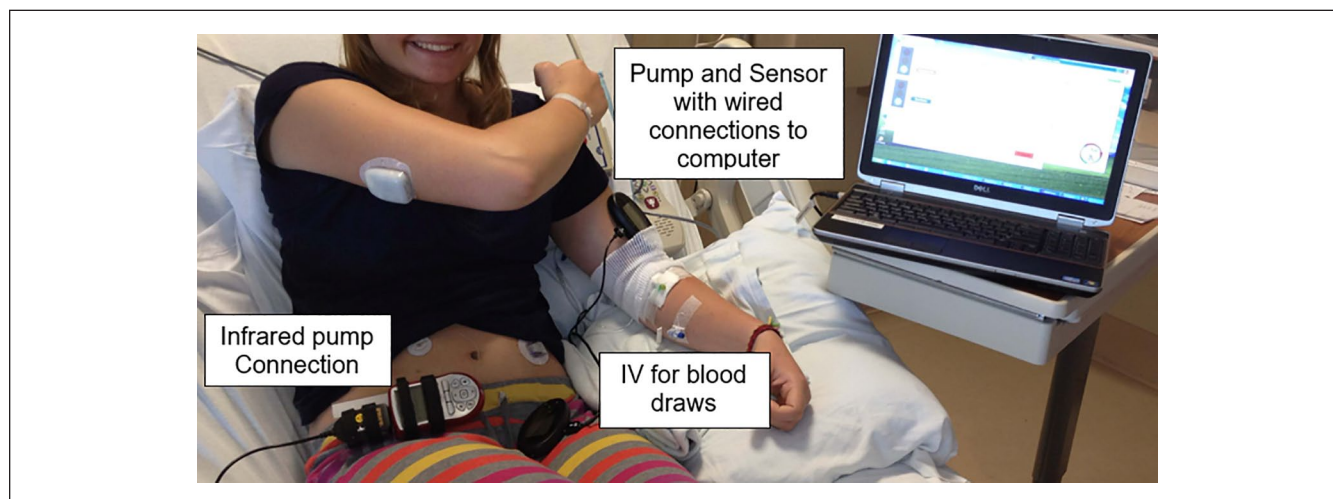 Pump and Sensor
with wired
connections to
computer
Infrared pump
Connection
IV for blood
draws
DELL